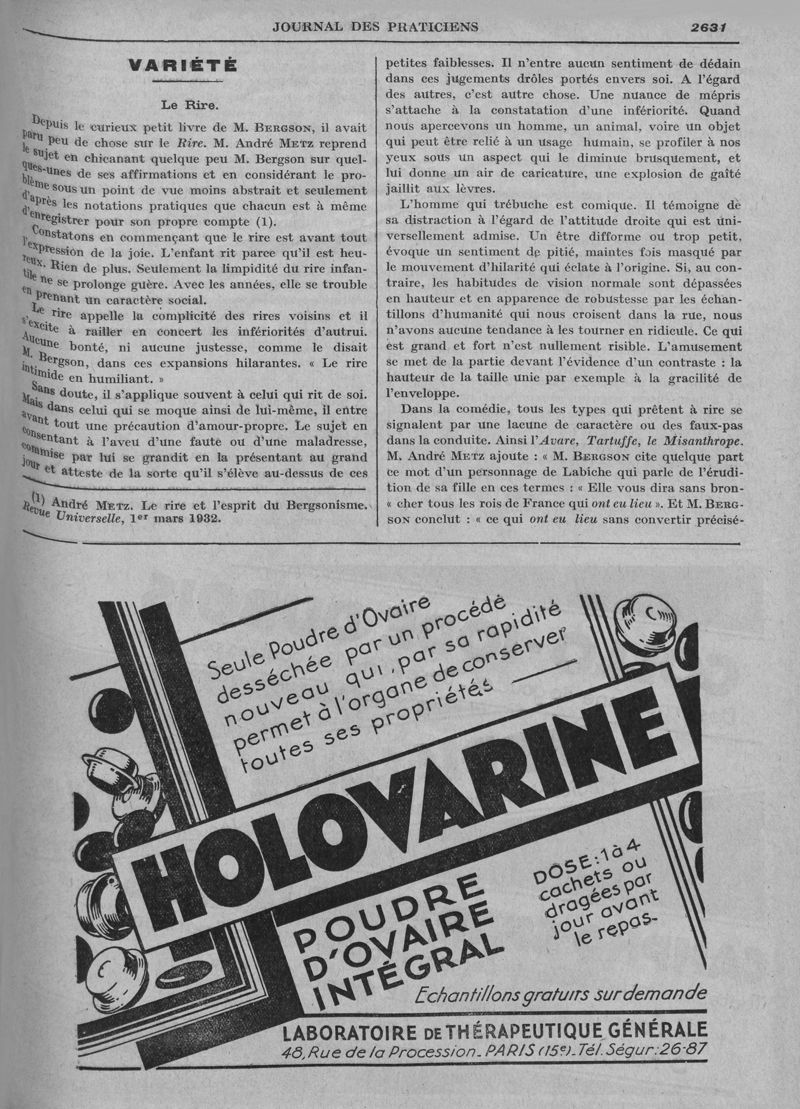 JOURNAL DES PRATICIENS 2631
VARIÉTÉ
Le Rire.
Depuis le curieux petit livre de M. BERGSON, il avait
paru peu de chose sur le Rire. M. André METZ reprend
le sujet en chicanant quelque peu M. Bergson sur quel-
ques-unes de ses affirmations et en considérant le pro-
blème sous un point de vue moins abstrait et seulement
d'après les notations pratiques que chacun est à même
d'enregistrer pour son propre compte (1).
Constatons en commençant que le rire est avant tout
l'expression de la joie. L'enfant rit parce qu'il est heu-
reux. Rien de plus. Seulement la limpidité du rire infan-
tile ne se prolonge guère. Avec les années, elle se trouble
en prenant un caractère social.
Le rire appelle la complicité des rires voisins et il
s'excite à railler en concert les infériorités d'autrui.
Aucune bonté, ni aucune justesse, comme le disait
M. Bergson, dans ces expansions hilarantes. « Le rire
intimide en humiliant. »
Sans doute, il s'applique souvent à celui qui rit de soi.
Mais dans celui qui se moque ainsi de lui-même, il entre
avant tout une précaution d'amour-propre. Le sujet en
consentant à l'aveu d'une faute ou d'une maladresse,
commise par lui se grandit en la présentant au grand
jour et atteste de la sorte qu'il s'élève au-dessus de ces
(1) André METZ. Le rire et l'esprit du Bergsonisme.
Revue Universelle, 1er mars 1932.
petites faiblesses. Il n'entre aucun sentiment de dédain
dans ces jugements drôles portés envers soi. A l'égard
des autres, c'est autre chose. Une nuance de mépris
s'attache à la constatation d'une infériorité. Quand
nous apercevons un homme, un animal, voire un objet
qui peut être relié à un usage humain, se profiler à nos
yeux sous un aspect qui le diminue brusquement, et
lui donne un air de caricature, une explosion de gaîté
jaillit aux lèvres.
L'homme qui trébuche est comique. Il témoigne de
sa distraction à l'égard de l'attitude droite qui est uni-
versellement admise. Un être difforme ou trop petit,
évoque un sentiment de pitié, maintes fois masqué par
le mouvement d'hilarité qui éclate à l'origine. Si, au con-
traire, les habitudes de vision normale sont dépassées
en hauteur et en apparence de robustesse par les échan-
tillons d'humanité qui nous croisent dans la rue, nous
n'avons aucune tendance à les tourner en ridicule. Ce qui
est grand et fort n'est nullement risible. L'amusement
se met de la partie devant l'évidence d'un contraste : la
hauteur de la taille unie par exemple à la gracilité de
l'enveloppe.
Dans la comédie, tous les types qui prêtent à rire se
signalent par une lacune de caractère ou des faux-pas
dans la conduite. Ainsi l'Avare, Tartuffe, le Misanthrope.
M. André METZ ajoute : « M. BERGSON cite quelque part
ce mot d'un personnage de Labiche qui parle de l'érudi-
tion de sa fille en ces termes : « Elle vous dira sans bron-
« cher tous les rois de France qui ont eu lieu ». Et M. BERG-
SON conclut : « ce qui ont eu lieu sans convertir précisé-
Seule Poudre d'Ovaire
desséchée par un procédé
nouveau qui, par sa rapidité
permet à l'organe de conserver
toutes ses propriétés
HOLOVARINE
POUDRE
D'OVAIRE
INTÉGRAL
DOSE : 1 à 4
cachets ou
dragées par
jour avant
le repas-
Echantillons gratuits sur demande
LABORATOIRE DE THÉRAPEUTIQUE GÉNÉRALE
48, Rue de la Procession. PARIS (15e). Tél. Ségur : 26-87